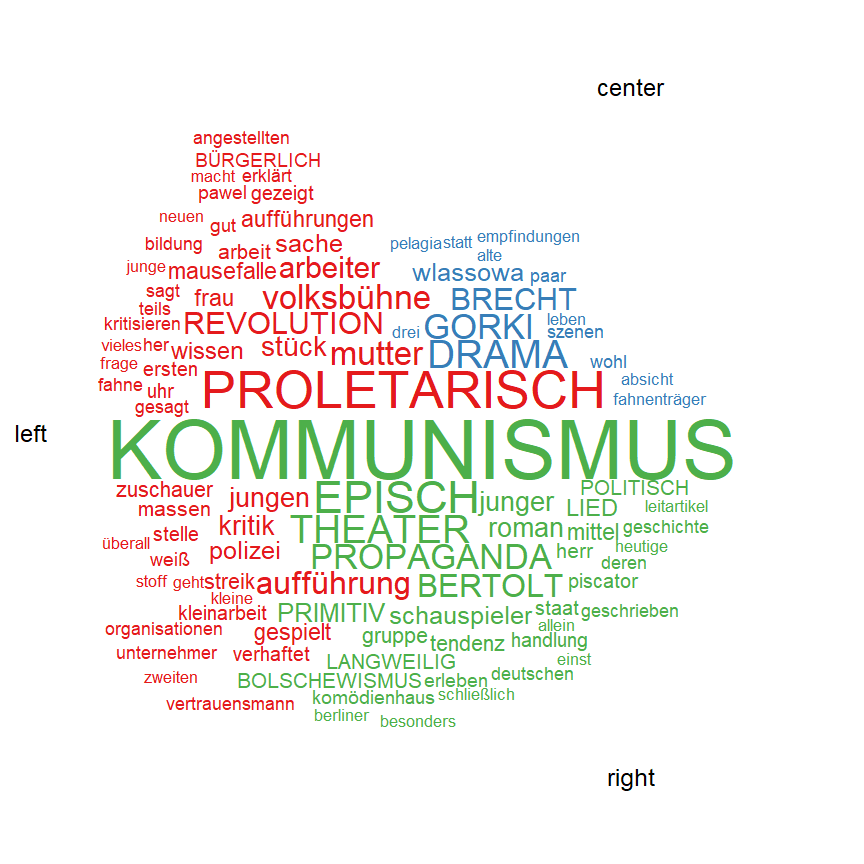 center
angestellten
BÜRGERLICH
macht erklärt
pawel gezeigt
neuen gut aufführungen
bildung arbeit sache pelagia statt empfindungen
alte
junge mausefalle arbeiter wlassowa paar
sagt frau volksbühne BRECHT
teils
kritisieren REVOLUTION drei GORKI leben
szenen
vieles her wissen stück mutter DRAMA wohl
frage ersten
fahne uhr PROLETARISCH absicht
gesagt fahnenträger
left KOMMUNISMUS
zuschauer jungen EPISCH junger POLITISCH
massen LIED leitartikel
überall stelle kritik THEATER roman mittel geschichte
weiß polizei PROPAGANDA herr heutige
deren
stoff geht streik aufführung BERTOLT piscator
kleine
kleinarbeit PRIMITIV schauspieler staat geschrieben
organisationen gespielt gruppe tendenz allein
handlung
unternehmer verhaftet LANGWEILIG einst
zweiten BOLSCHEWISMUS erleben deutschen
vertrauensmann komödienhaus schließlich
berliner besonders
right